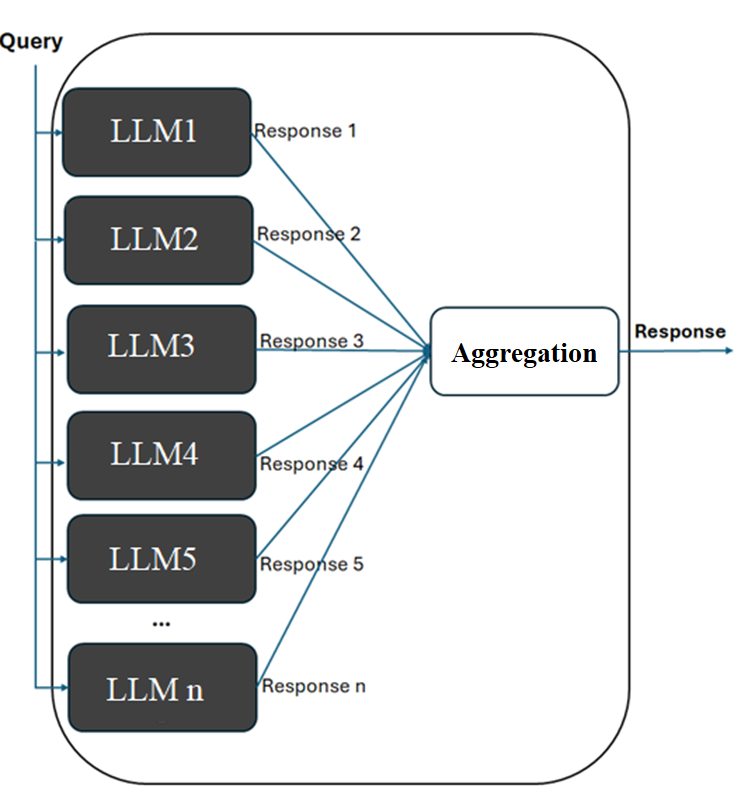 Query
LLM1
Response 1
LLM2
Response 2
LLM3
Response 3
Aggregation
Response
LLM4
Response 4
LLM5
Response 5
...
LLM n
Response n